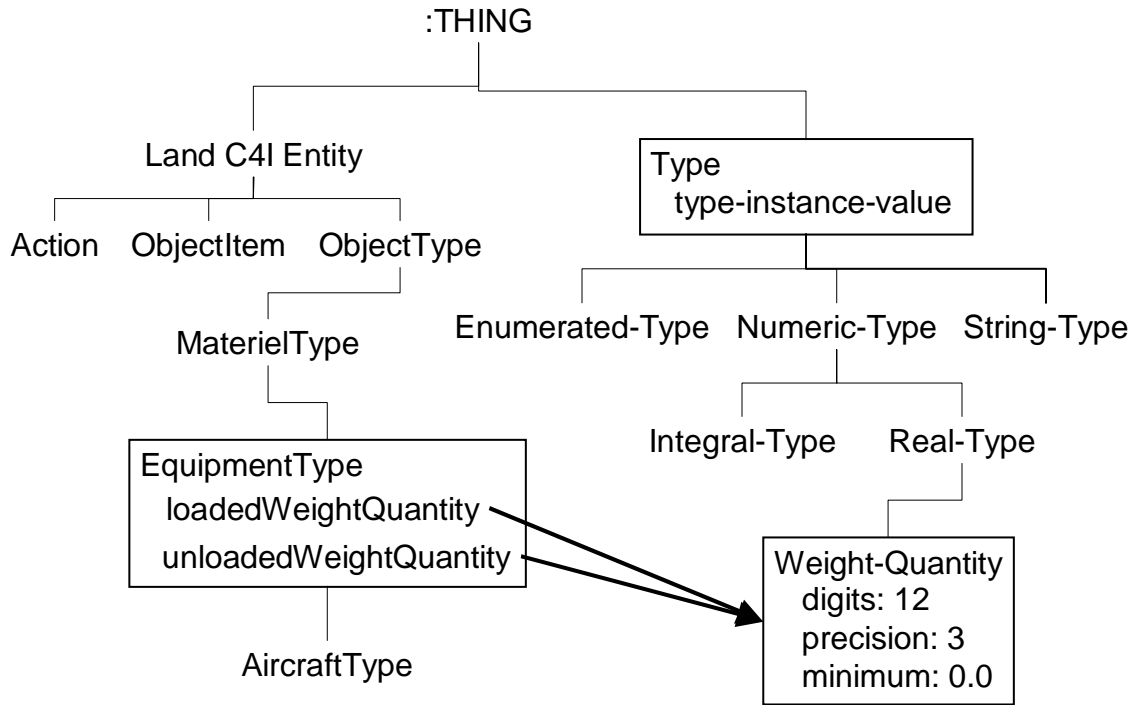 :THING
Land C4I Entity
Type
type-instance-value
Action ObjectItem ObjectType
Enumerated-Type Numeric-Type String-Type
MaterielType
Integral-Type Real-Type
EquipmentType
loadedWeightQuantity
unloadedWeightQuantity
Weight-Quantity
digits: 12
precision: 3
minimum: 0.0
AircraftType